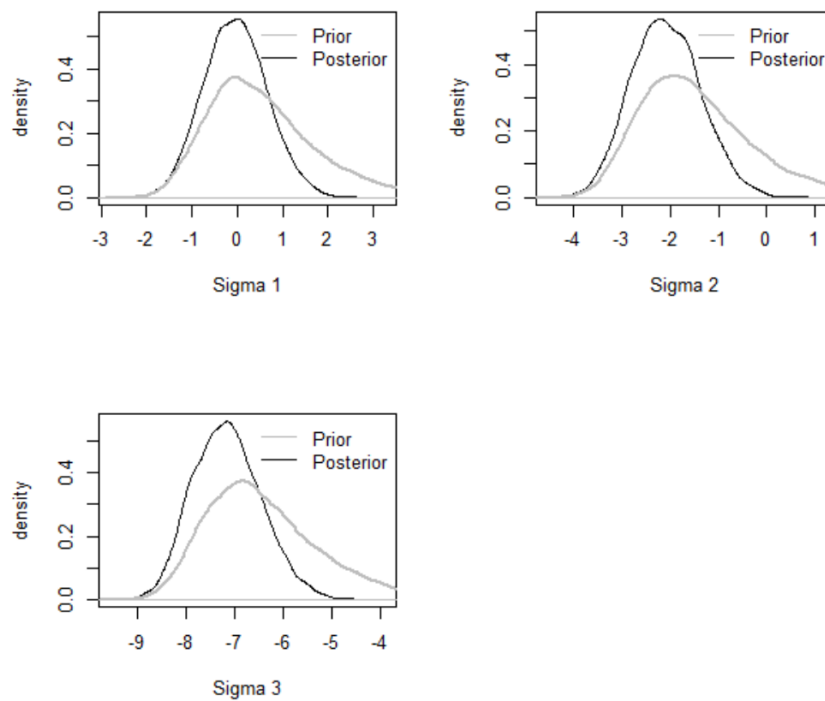 Prior
Posterior
density
0.0 0.2 0.4
-3 -2 -1 0 1 2 3
Sigma 1
Prior
Posterior
density
0.0 0.2 0.4
-4 -3 -2 -1 0 1
Sigma 2
Prior
Posterior
density
0.0 0.2 0.4
-9 -8 -7 -6 -5 -4
Sigma 3